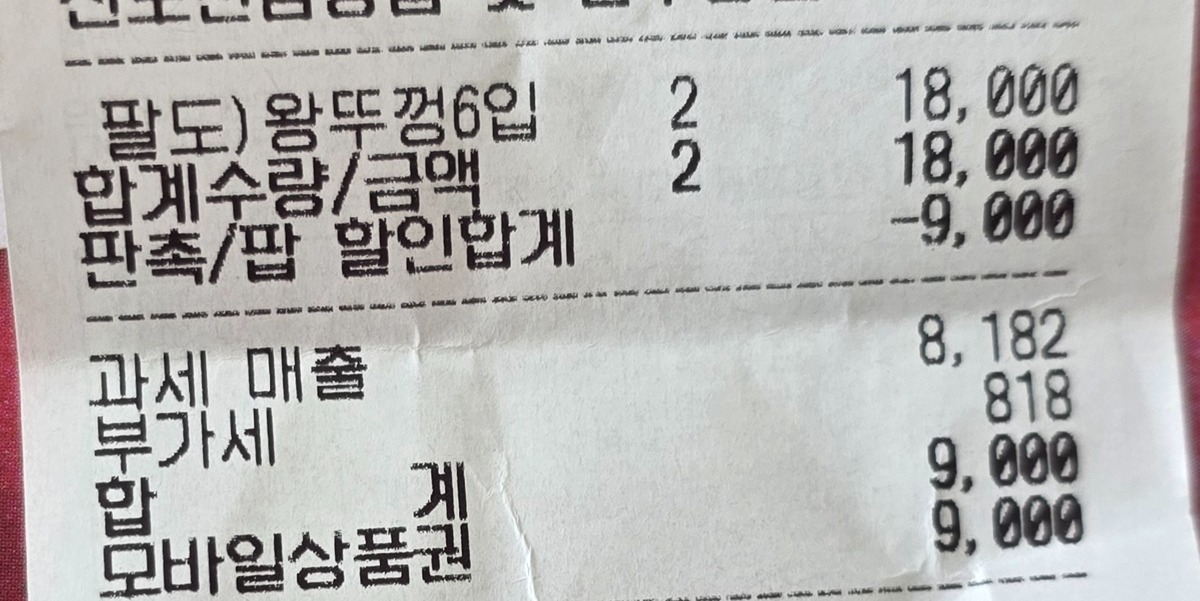 팔도)왕뚜껑6입 2 18,000
합계수량/금액 2 18,000
판촉/팝 할인합계 -9,000
과세 매출 8,182
부가세 818
합 계 9,000
모바일상품권 9,000